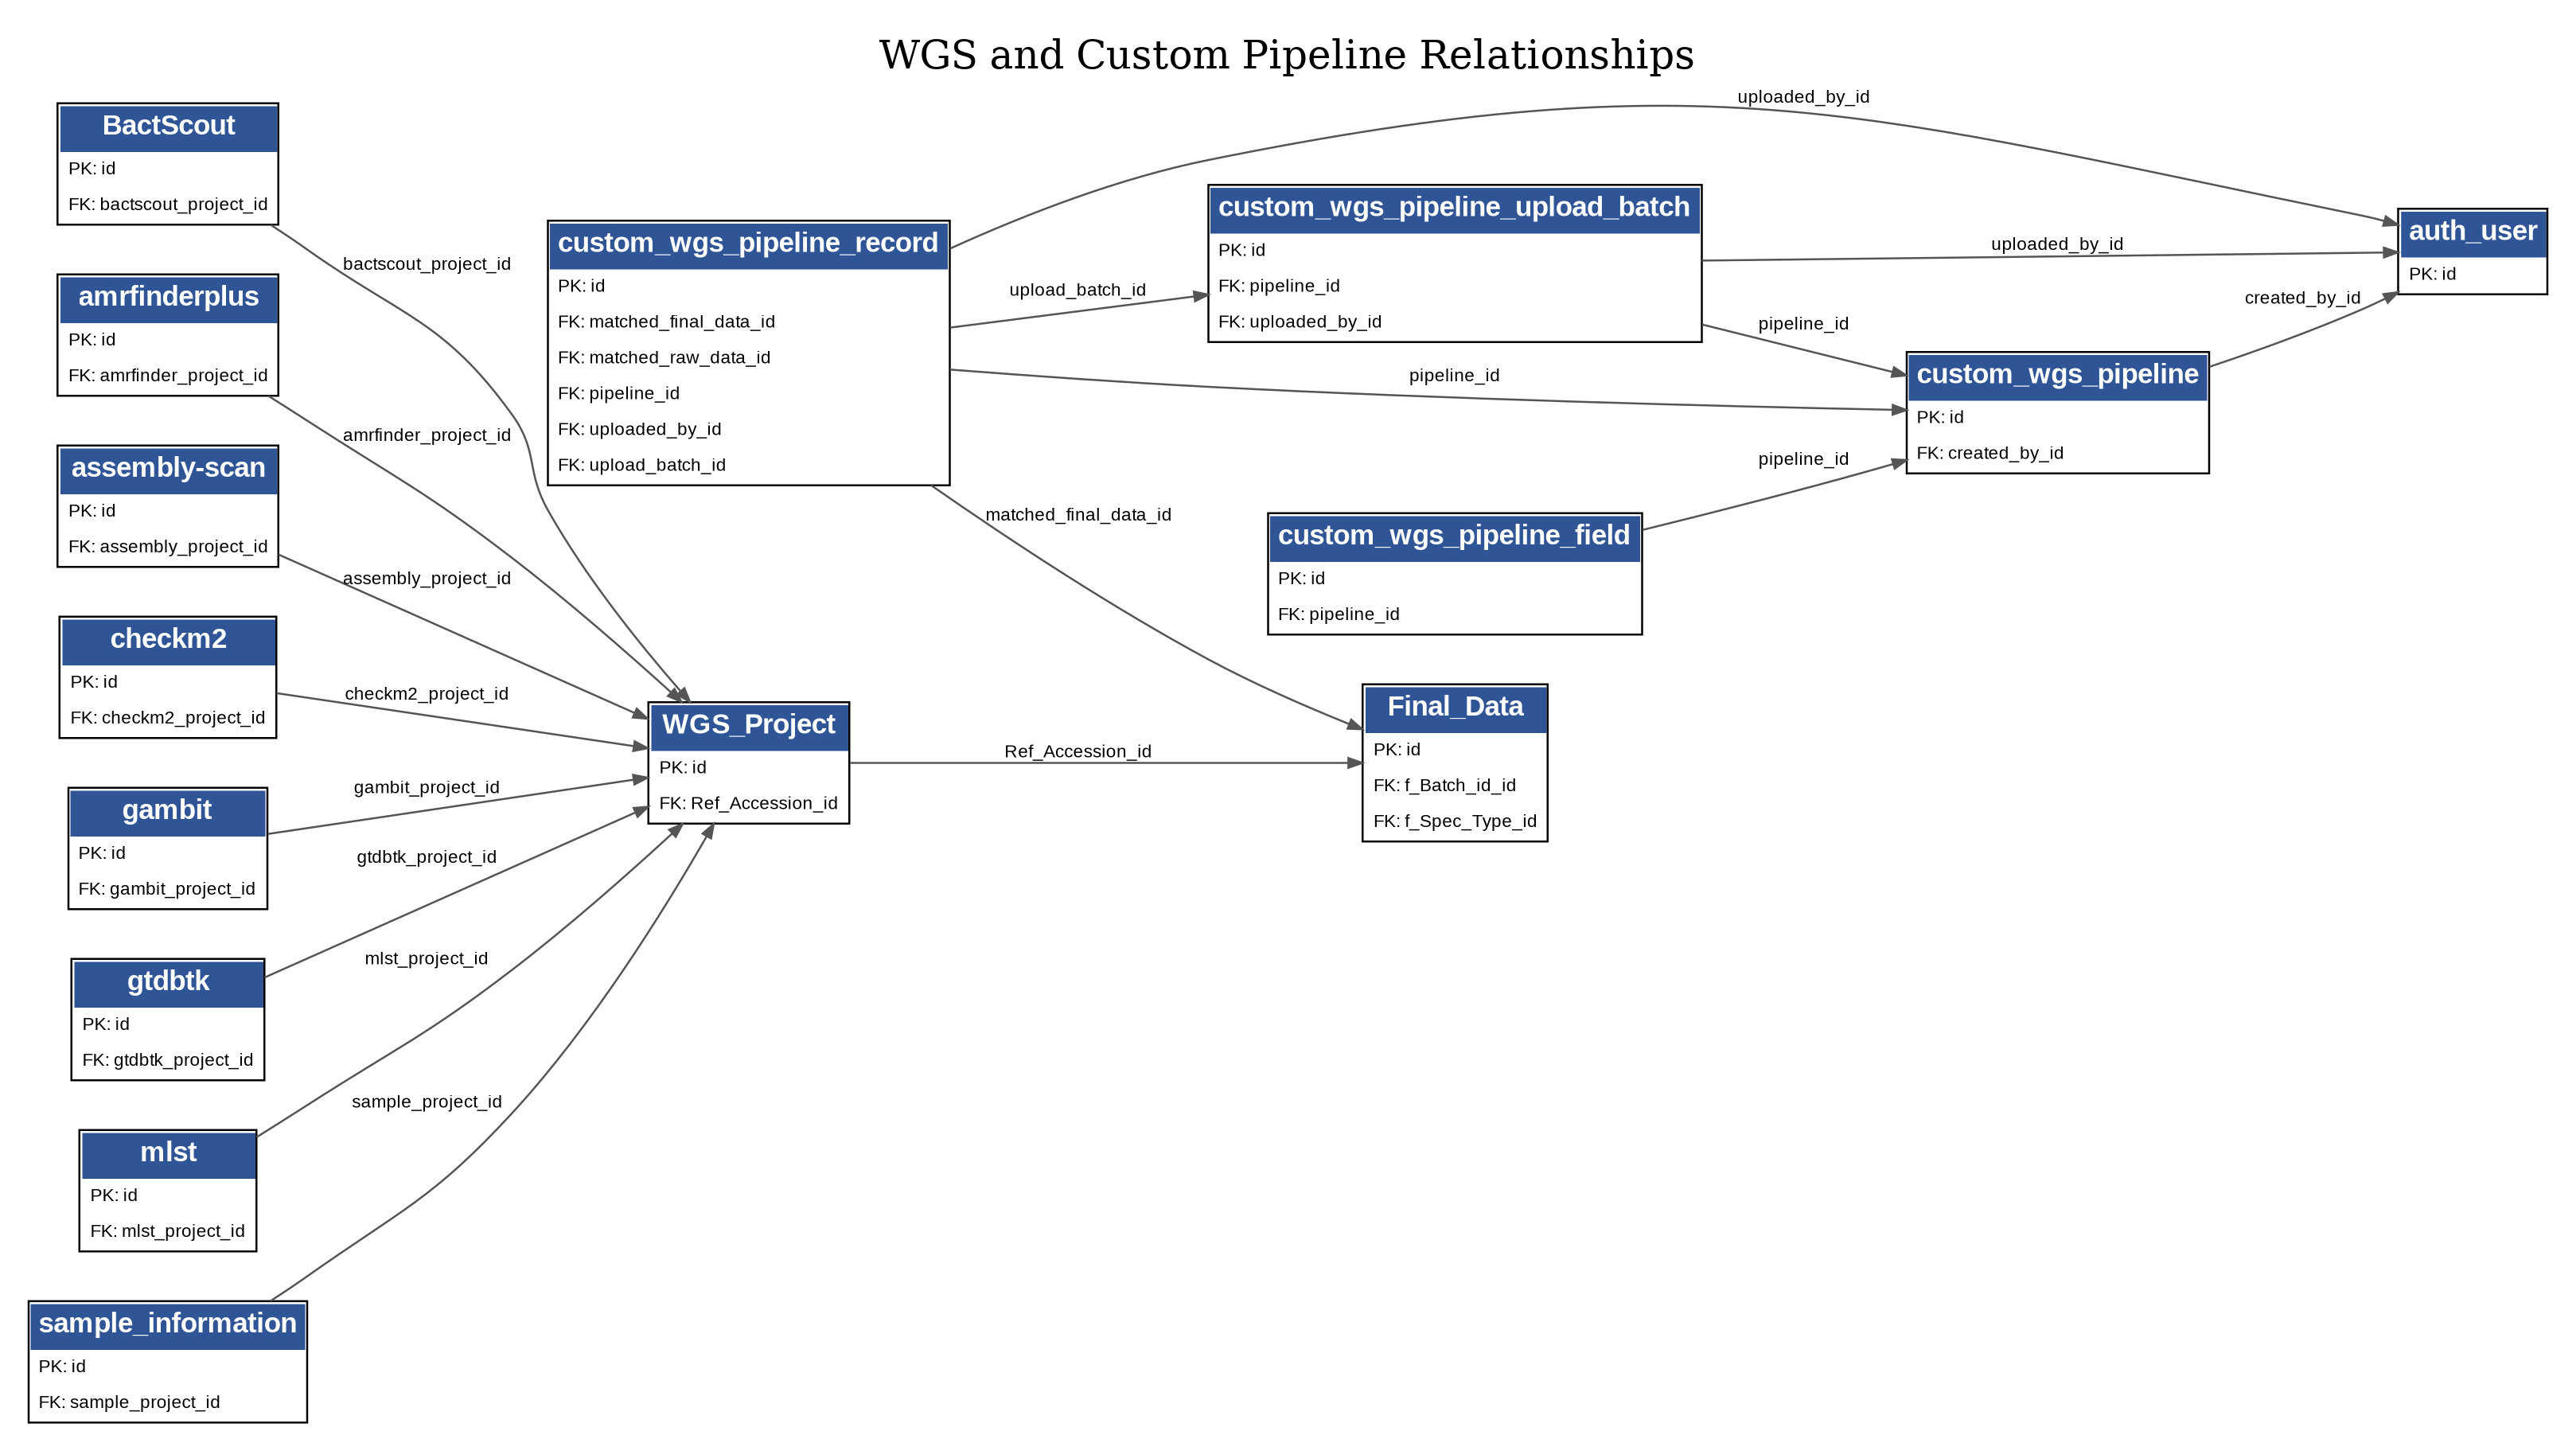 WGS and Custom Pipeline Relationships
BactScout
PK: id
FK: bactscout_project_id
amrfinderplus
PK: id
FK: amrfinder_project_id
assembly-scan
PK: id
FK: assembly_project_id
checkm2
PK: id
FK: checkm2_project_id
gambit
PK: id
FK: gambit_project_id
gtdbtk
PK: id
FK: gtdbtk_project_id
mlst
PK: id
FK: mlst_project_id
sample_information
PK: id
FK: sample_project_id
bactscout_project_id
amrfinder_project_id
assembly_project_id
checkm2_project_id
gambit_project_id
gtdbtk_project_id
mlst_project_id
sample_project_id
custom_wgs_pipeline_record
PK: id
FK: matched_final_data_id
FK: matched_raw_data_id
FK: pipeline_id
FK: uploaded_by_id
FK: upload_batch_id
WGS_Project
PK: id
FK: Ref_Accession_id
uploaded_by_id
upload_batch_id
pipeline_id
matched_final_data_id
Ref_Accession_id
custom_wgs_pipeline_upload_batch
PK: id
FK: pipeline_id
FK: uploaded_by_id
custom_wgs_pipeline_field
PK: id
FK: pipeline_id
Final_Data
PK: id
FK: f_Batch_id_id
FK: f_Spec_Type_id
uploaded_by_id
pipeline_id
pipeline_id
custom_wgs_pipeline
PK: id
FK: created_by_id
created_by_id
auth_user
PK: id